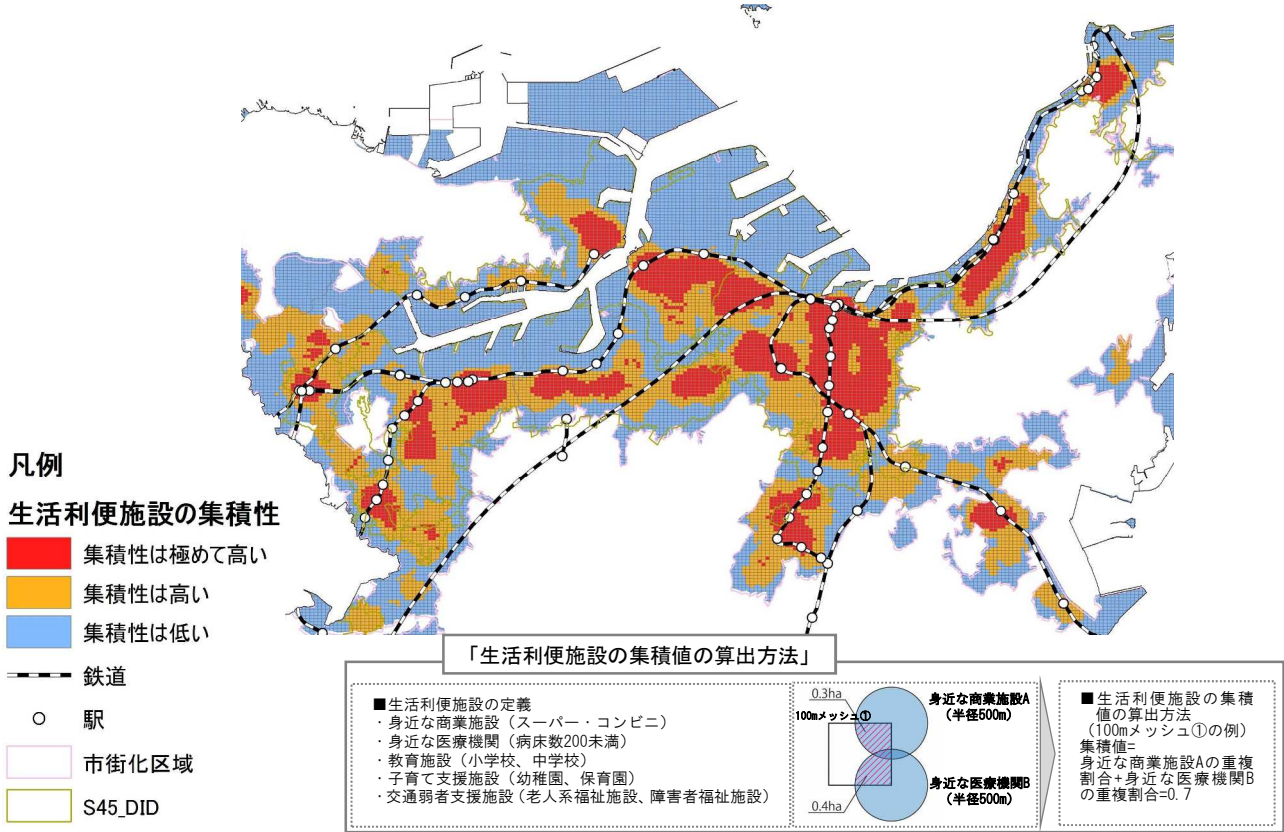 凡例
生活利便施設の集積性
集積性は極めて高い
集積性は高い
集積性は低い
鉄道
駅
市街化区域
S45_DID
「生活利便施設の集積値の算出方法」
■生活利便施設の定義
・身近な商業施設（スーパー・コンビニ）
・身近な医療機関（病床数200未満）
・教育施設（小学校、中学校）
・子育て支援施設（幼稚園、保育園）
・交通弱者支援施設（老人系福祉施設、障害者福祉施設）
0.3ha
100mメッシュ①
身近な商業施設A
（半径500m）
身近な医療機関B
（半径500m）
0.4ha
■生活利便施設の集積
値の算出方法
（100mメッシュ①の例）
集積値=
身近な商業施設Aの重複
割合+身近な医療機関B
の重複割合=0.7